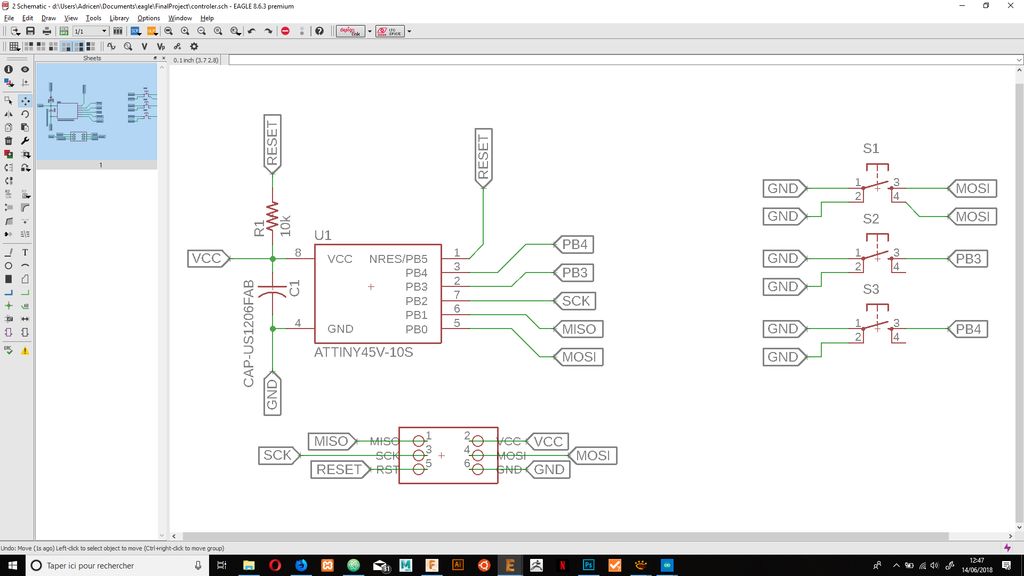 2 Schematic - d:\Users\Adricen\Documents\eagle\FinalProject\controler.sch - EAGLE 8.6.3 premium
File Edit Draw View Tools Library Options Window Help
1/1
Sheets
0.1 inch (3.7 2.8)
1
RESET
R1
10k
VCC
C1
CAP-US1206FAB
GND
U1
8 VCC
4 GND
ATTINY45V-10S
NRES/PB5 1
PB4 3
PB3 2
PB2 7
PB1 6
PB0 5
RESET
PB4
PB3
SCK
MISO
MOSI
S1
GND 1 3 MOSI
GND 2 4 MOSI
S2
GND 1 3 PB3
GND 2 4
S3
GND 1 3 PB4
GND 2 4
MISO MISO 1 2 VCC VCC
SCK SCK 3 4 MOSI MOSI
RESET RST 5 6 GND GND
Undo: Move (1s ago) Left-click to select object to move (Ctrl+right-click to move group)
Taper ici pour rechercher
12:47
14/06/2018